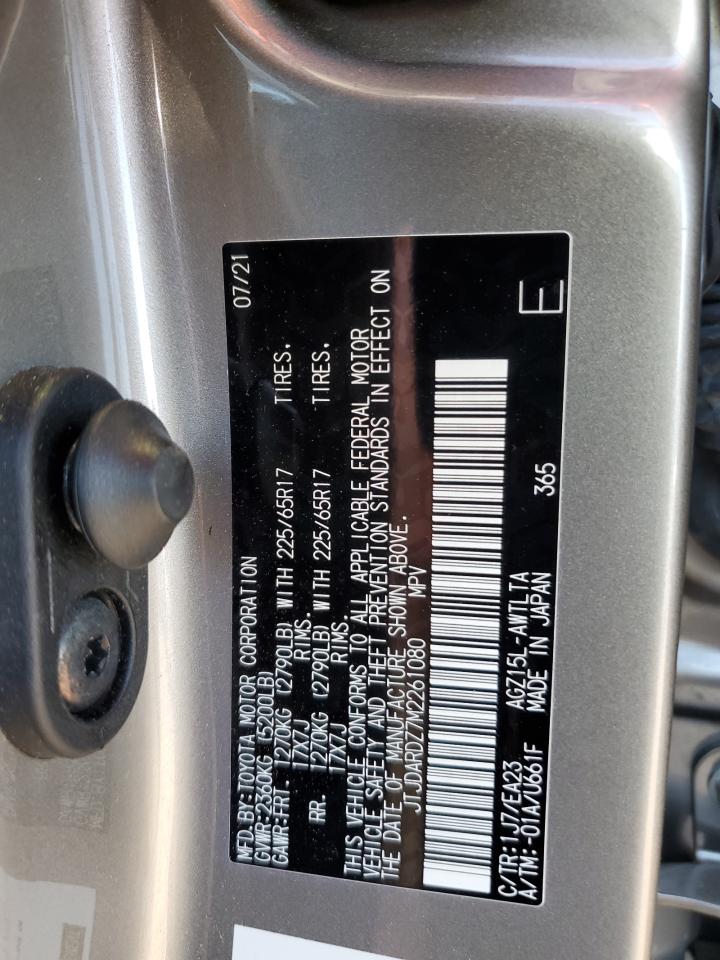 MFD.BY:TOYOTA MOTOR CORPORATION 07/21
GVWR:2360KG (5200LB)
GAWR:FRT - 1270KG (2790LB) WITH 225/65R17 TIRES.
17X7J RIMS.
RR. 1270KG (2790LB) WITH 225/65R17 TIRES.
17X7J RIMS.
THIS VEHICLE CONFORMS TO ALL APPLICABLE FEDERAL MOTOR
VEHICLE SAFETY AND THEFT PREVENTION STANDARDS IN EFFECT ON
THE DATE OF MANUFACTURE SHOWN ABOVE.
JTJDARDZ7M2261080 MPV
C/TR:1J7/EA23 AGZ15L-AWTLTA 365
A/TM:-01A/U661F MADE IN JAPAN
E